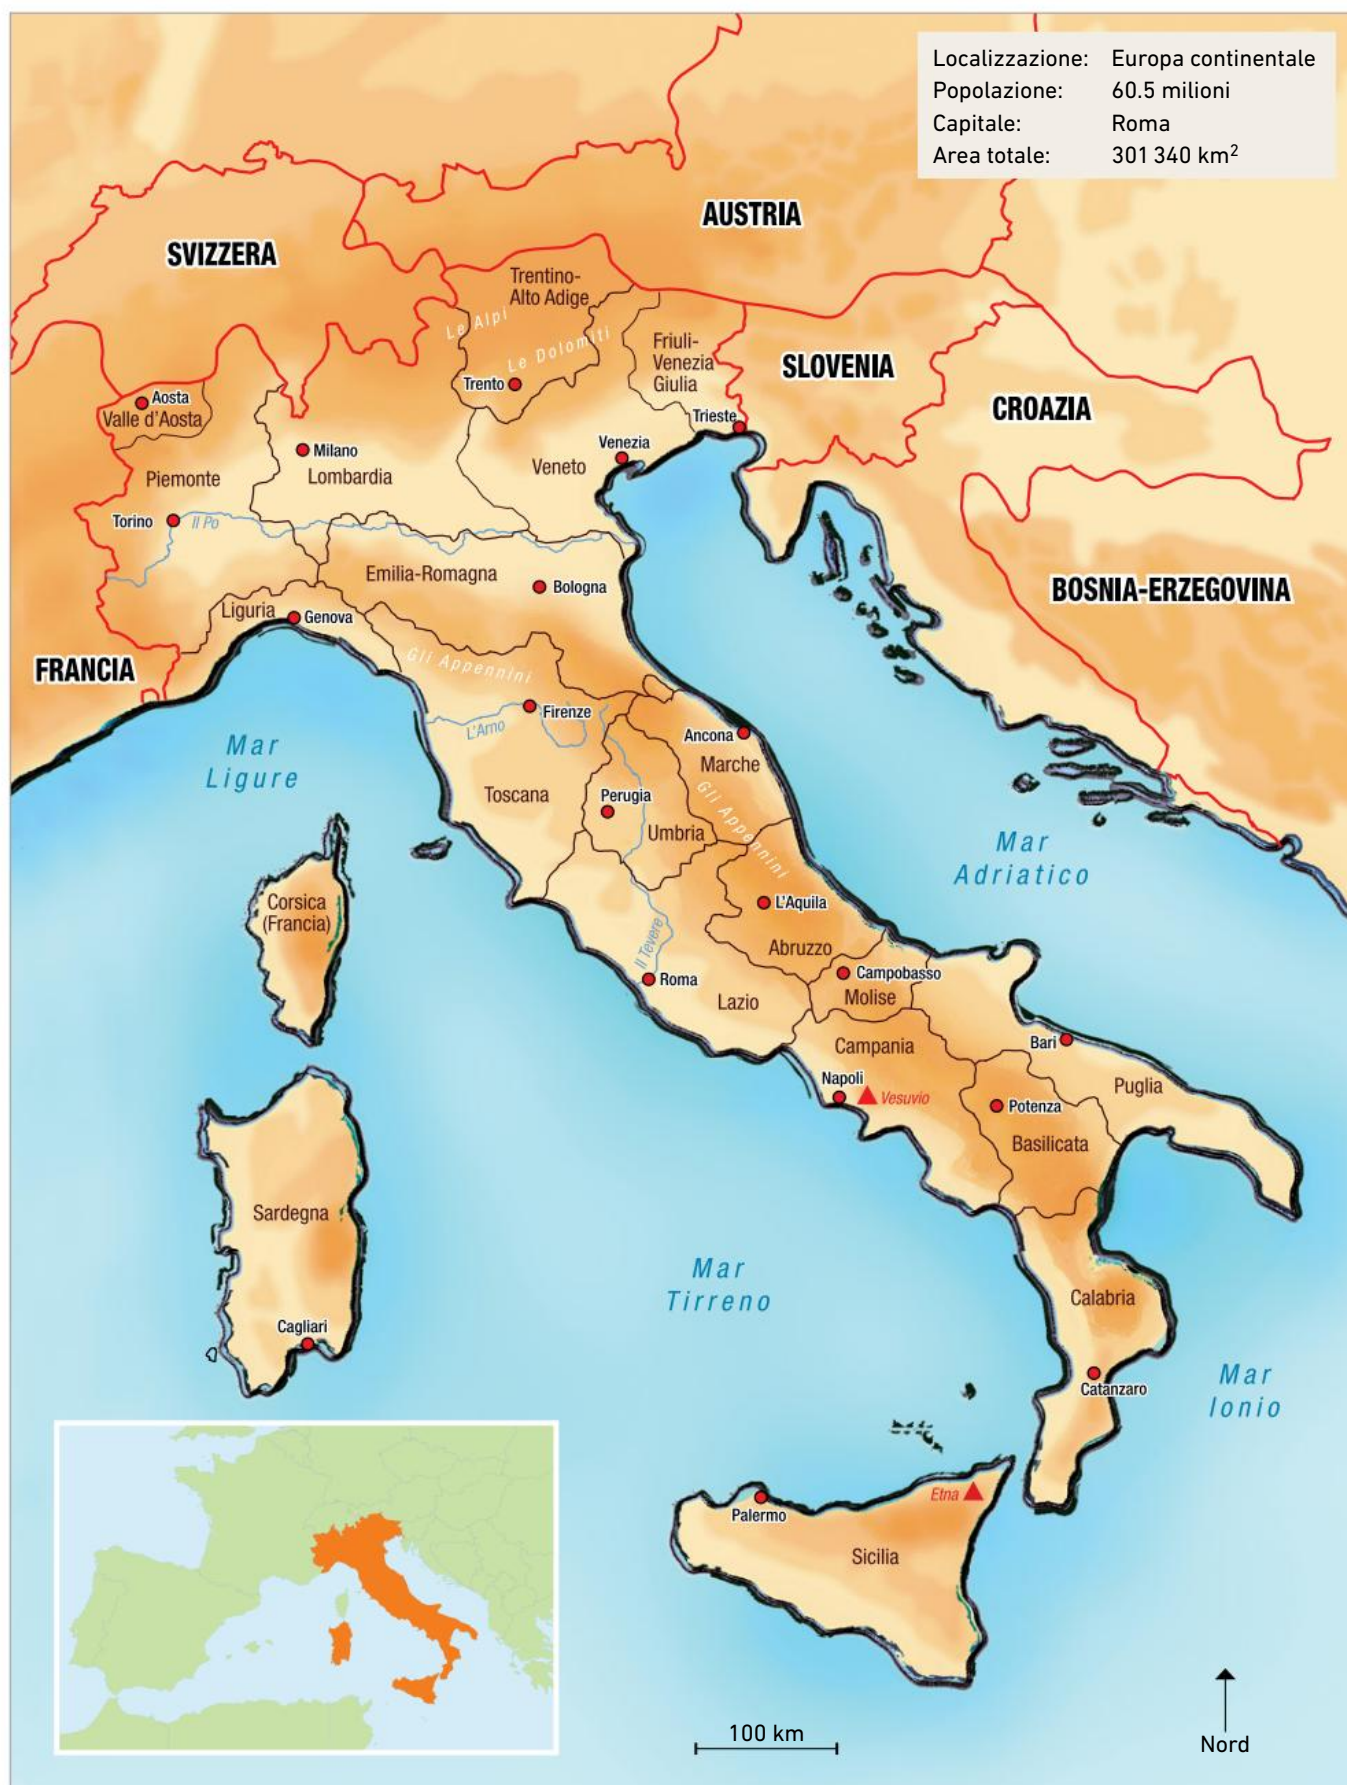 Localizzazione: Europa continentale
Popolazione: 60.5 milioni
Capitale: Roma
Area totale: 301 340 km²
AUSTRIA
SVIZZERA
Trentino-
Alto Adige
Le Alpi
Le Dolomiti
Friuli-
Venezia
Giulia
SLOVENIA
Trento
Aosta
Valle d'Aosta
CROAZIA
Trieste
Milano
Venezia
Lombardia
Veneto
Piemonte
Torino
Il Po
Emilia-Romagna
Bologna
BOSNIA-ERZEGOVINA
Liguria
Genova
FRANCIA
Gli Appennini
Firenze
L'Arno
Ancona
Marche
Mar
Ligure
Toscana
Perugia
Umbria
Gli Appennini
Mar
Adriatico
Corsica
(Francia)
L'Aquila
Abruzzo
Il Tevere
Roma
Campobasso
Molise
Lazio
Campania
Bari
Napoli
Vesuvio
Puglia
Potenza
Basilicata
Sardegna
Mar
Tirreno
Calabria
Cagliari
Catanzaro
Mar
Ionio
Etna
Palermo
Sicilia
100 km
Nord